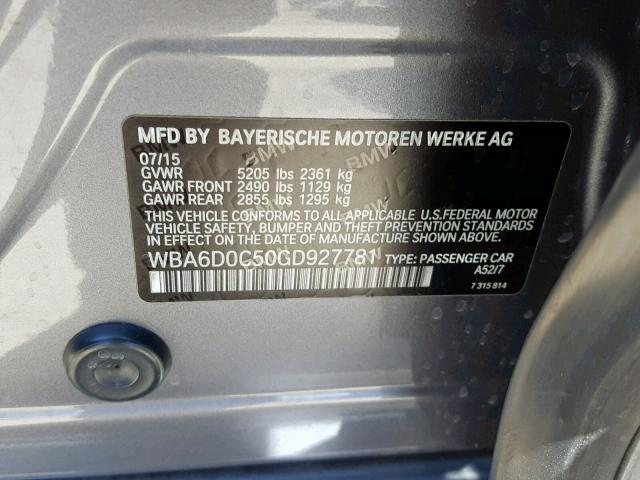 MFD BY BAYERISCHE MOTOREN WERKE AG
07/15
GVWR 5205 lbs 2361 kg
GAWR FRONT 2490 lbs 1129 kg
GAWR REAR 2855 lbs 1295 kg
THIS VEHICLE CONFORMS TO ALL APPLICABLE U.S.FEDERAL MOTOR
VEHICLE SAFETY, BUMPER, AND THEFT PREVENTION STANDARDS IN
EFFECT ON THE DATE OF MANUFACTURE SHOWN ABOVE.
WBA6D0C50GD927781 TYPE: PASSENGER CAR
A52/7
7 315 814